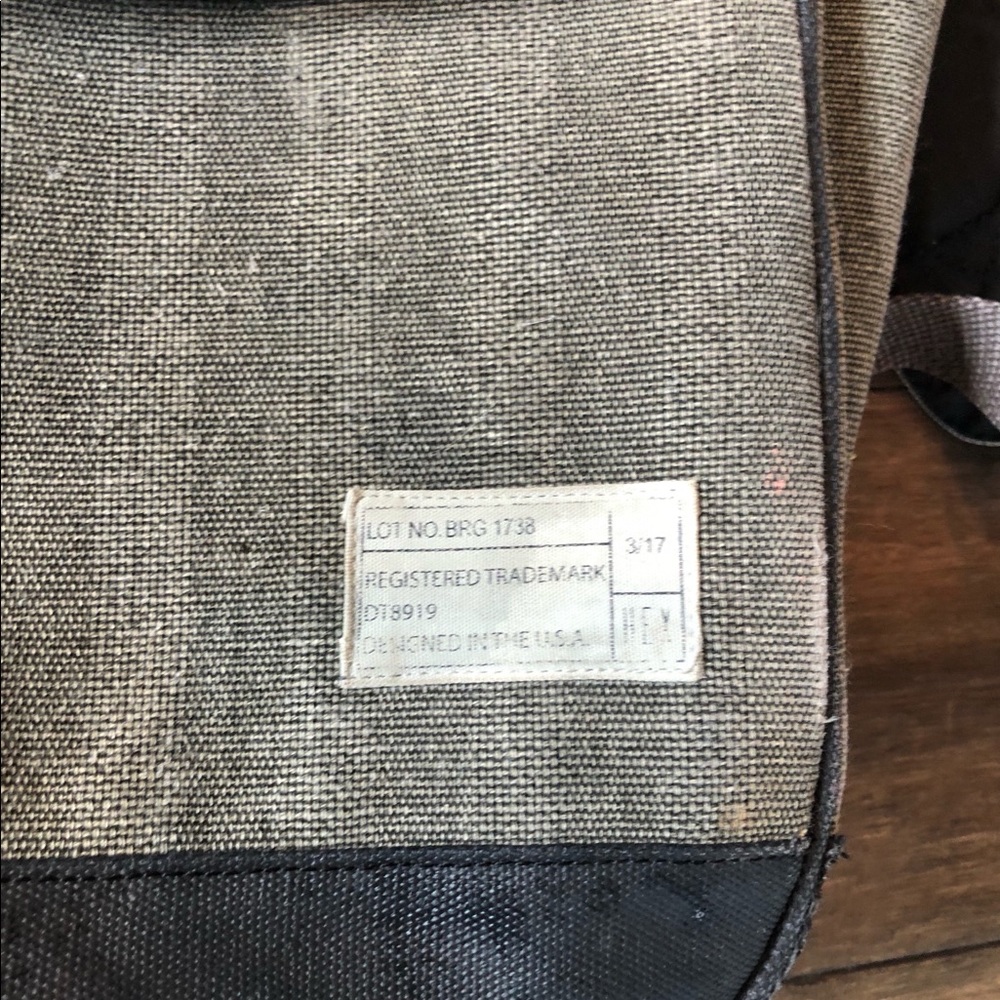 LOT NO. BRG 1738
3/17
REGISTERED TRADEMARK
DT8919
DESIGNED IN THE U.S.A.
HEX